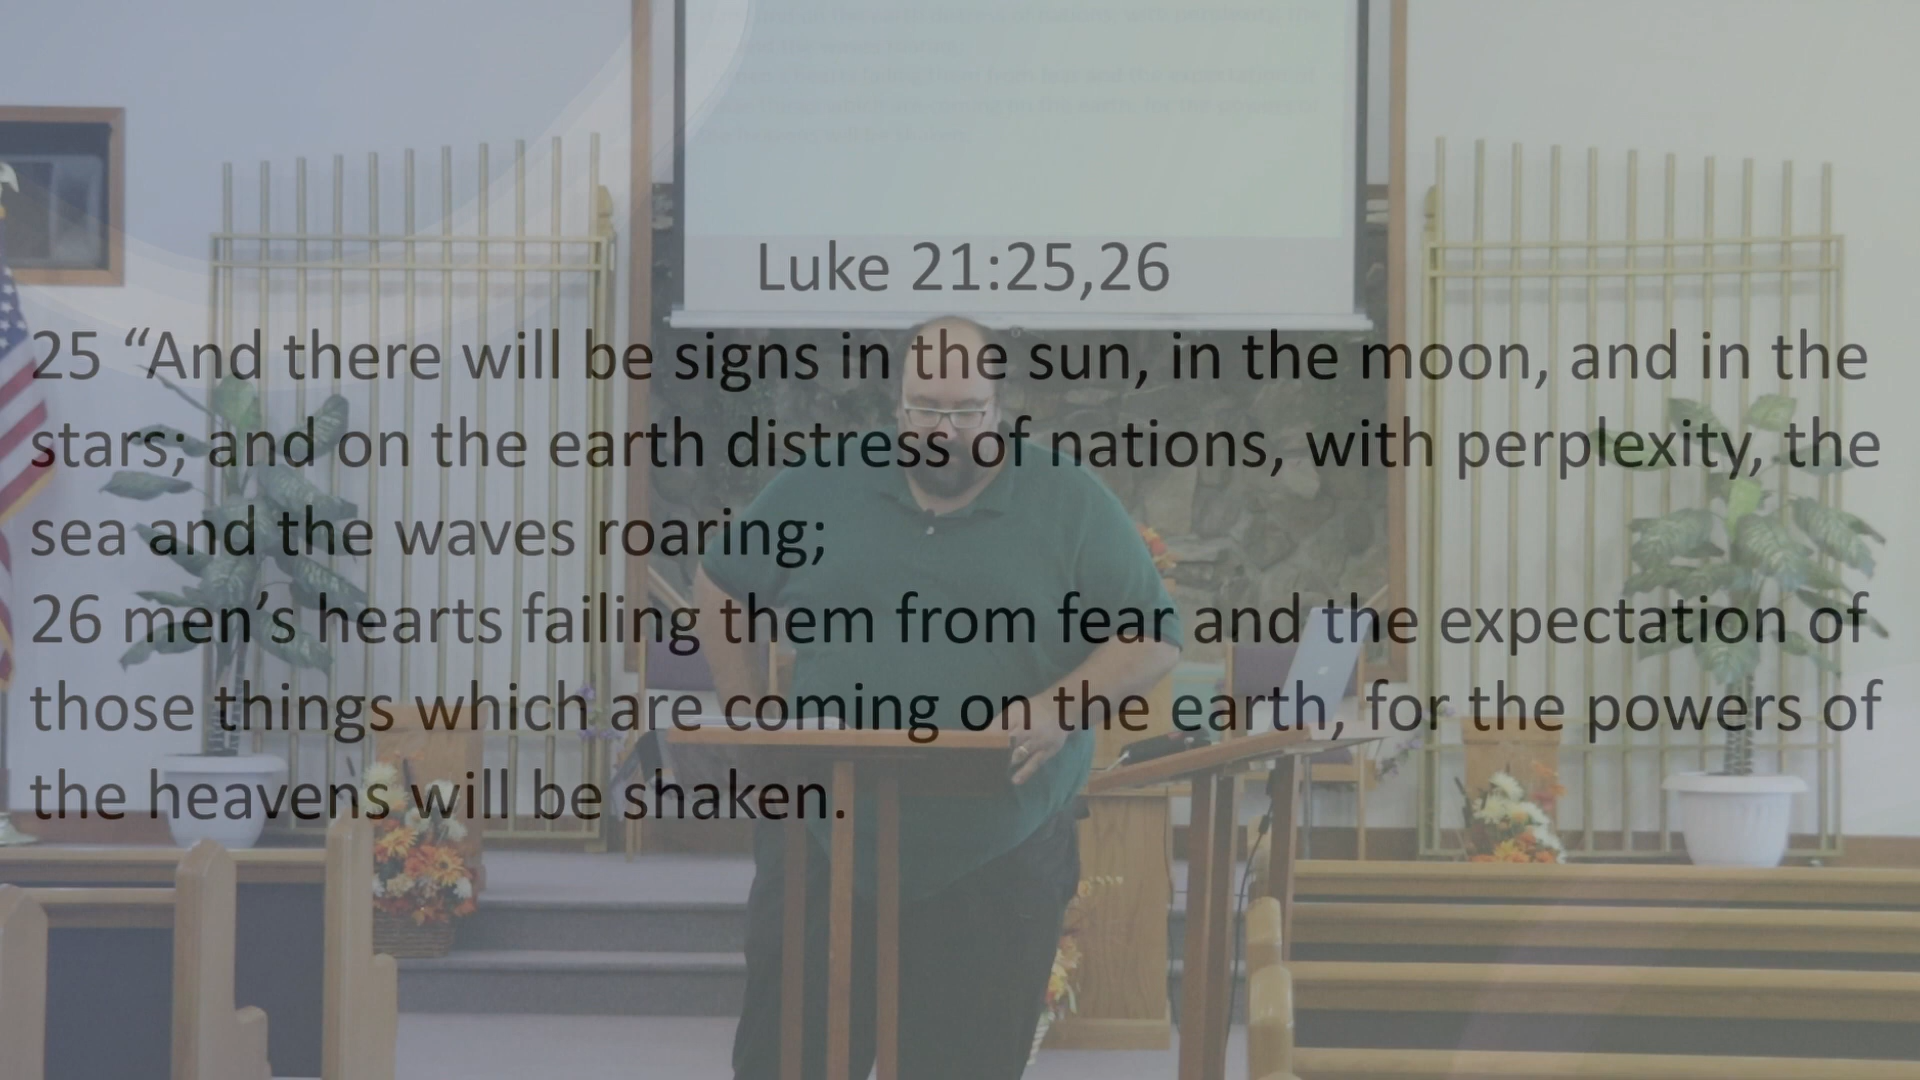 Luke 21:25,26
25 “And there will be signs in the sun, in the moon, and in the
stars; and on the earth distress of nations, with perplexity, the
sea and the waves roaring;
26 men’s hearts failing them from fear and the expectation of
those things which are coming on the earth, for the powers of
the heavens will be shaken.